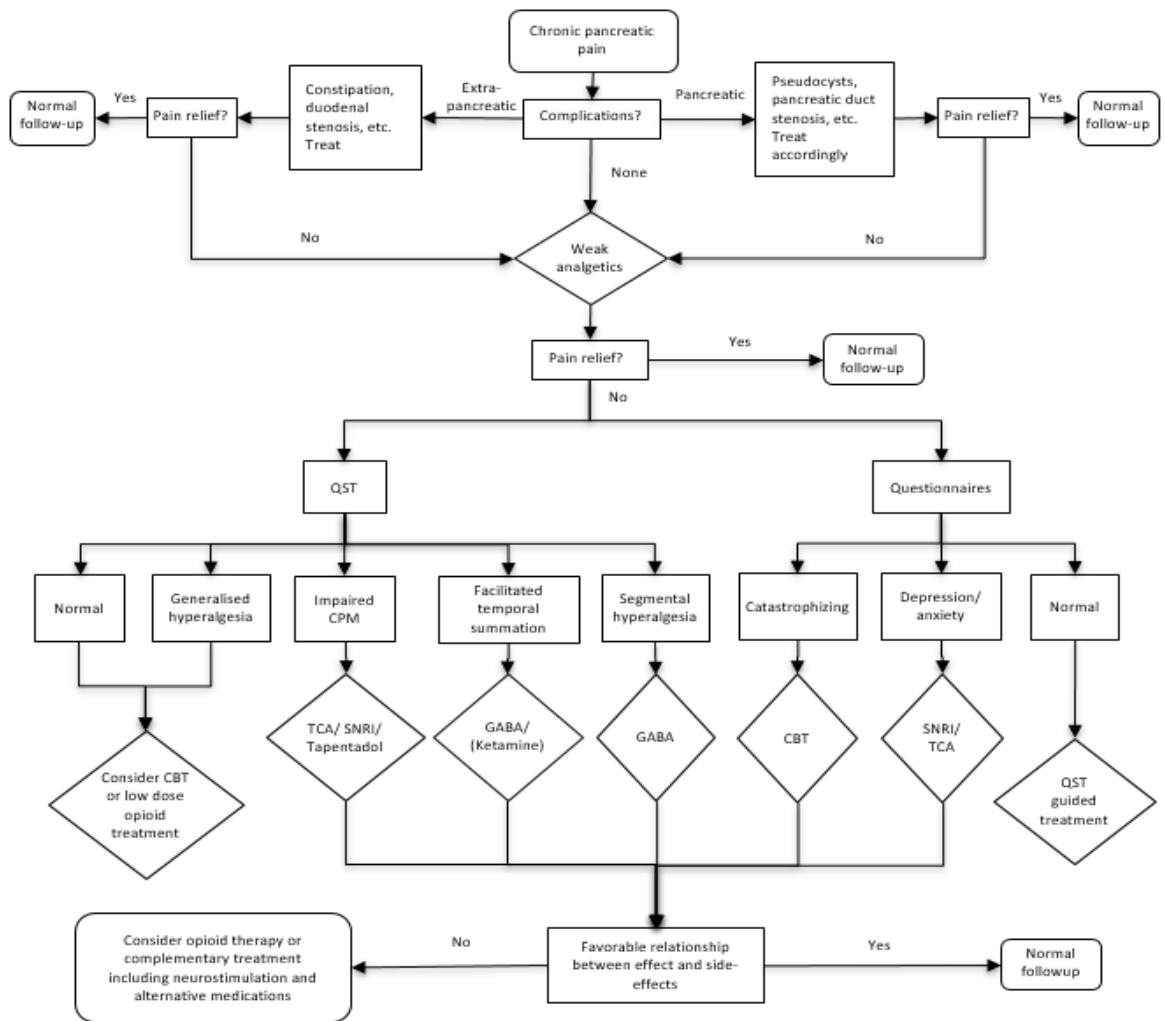 Chronic pancreatic
pain
Normal
follow-up
Yes
Pain relief?
Constipation,
duodenal
stenosis, etc.
Treat
Extra-
pancreatic
Complications?
Pancreatic
Pseudocysts,
pancreatic duct
stenosis, etc.
Treat
accordingly
Pain relief?
Yes
Normal
follow-up
None
No
No
Weak
analgetics
Pain relief?
Yes
Normal
follow-up
No
QST
Questionnaires
Normal
Generalised
hyperalgesia
Impaired
CPM
Facilitated
temporal
summation
Segmental
hyperalgesia
Catastrophizing
Depression/
anxiety
Normal
Consider CBT
or low dose
opioid
treatment
TCA/ SNRI/
Tapentadol
GABA/
(Ketamine)
GABA
CBT
SNRI/
TCA
QST
guided
treatment
Consider opioid therapy or
complementary treatment
including neurostimulation and
alternative medications
No
Favorable relationship
between effect and side-
effects
Yes
Normal
followup